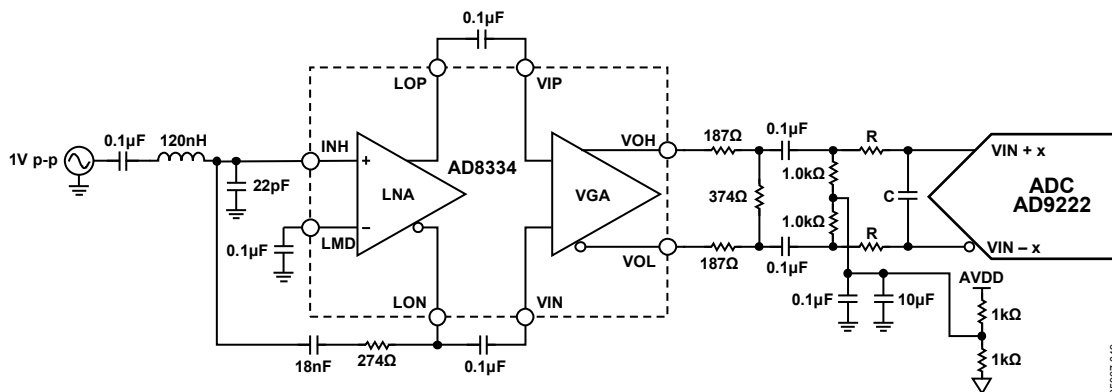 0.1µF
LOP
VIP
0.1µF
120nH
1V p-p
INH
22pF
+
LNA
–
LMD
0.1µF
AD8334
VGA
VOH
VOL
187Ω
187Ω
374Ω
0.1µF
0.1µF
1.0kΩ
1.0kΩ
R
R
C
VIN + x
ADC
AD9222
VIN – x
LON
VIN
18nF
274Ω
0.1µF
0.1µF
10µF
AVDD
1kΩ
1kΩ